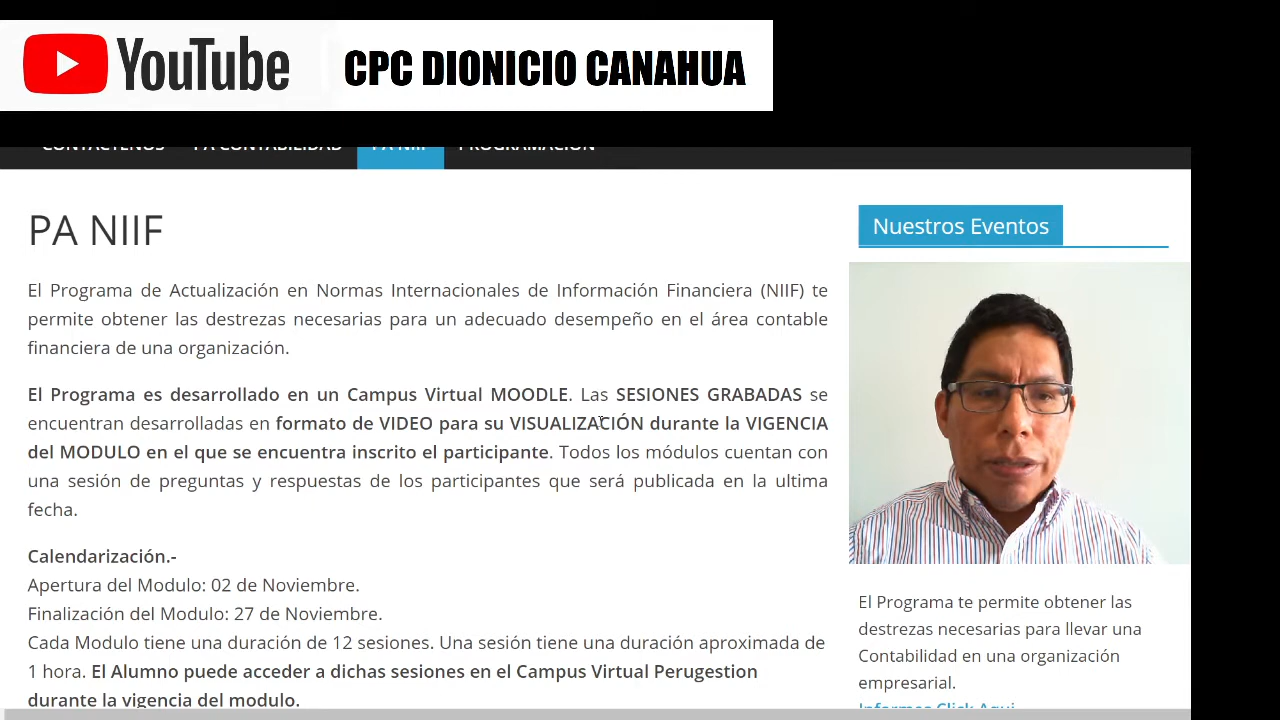 YouTube CPC DIONICIO CANAHUA
CONTACTENOS PA CONTABILIDAD PA NIIF PROGRAMACION
PA NIIF
El Programa de Actualización en Normas Internacionales de Información Financiera (NIIF) te
permite obtener las destrezas necesarias para un adecuado desempeño en el área contable
financiera de una organización.
El Programa es desarrollado en un Campus Virtual MOODLE. Las SESIONES GRABADAS se
encuentran desarrolladas en formato de VIDEO para su VISUALIZACIÓN durante la VIGENCIA
del MODULO en el que se encuentra inscrito el participante. Todos los módulos cuentan con
una sesión de preguntas y respuestas de los participantes que será publicada en la ultima
fecha.
Calendarización.-
Apertura del Modulo: 02 de Noviembre.
Finalización del Modulo: 27 de Noviembre.
Cada Modulo tiene una duración de 12 sesiones. Una sesión tiene una duración aproximada de
1 hora. El Alumno puede acceder a dichas sesiones en el Campus Virtual Perugestion
durante la vigencia del modulo.
Nuestros Eventos
El Programa te permite obtener las
destrezas necesarias para llevar una
Contabilidad en una organización
empresarial.
Informes Click Aqui